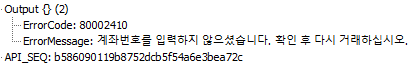 Output {} (2)
ErrorCode: 80002410
ErrorMessage: 계좌번호를 입력하지 않으셨습니다. 확인 후 다시 거래하십시오.
API_SEQ: b586090119b8752dcb5f54a6e3bea72c